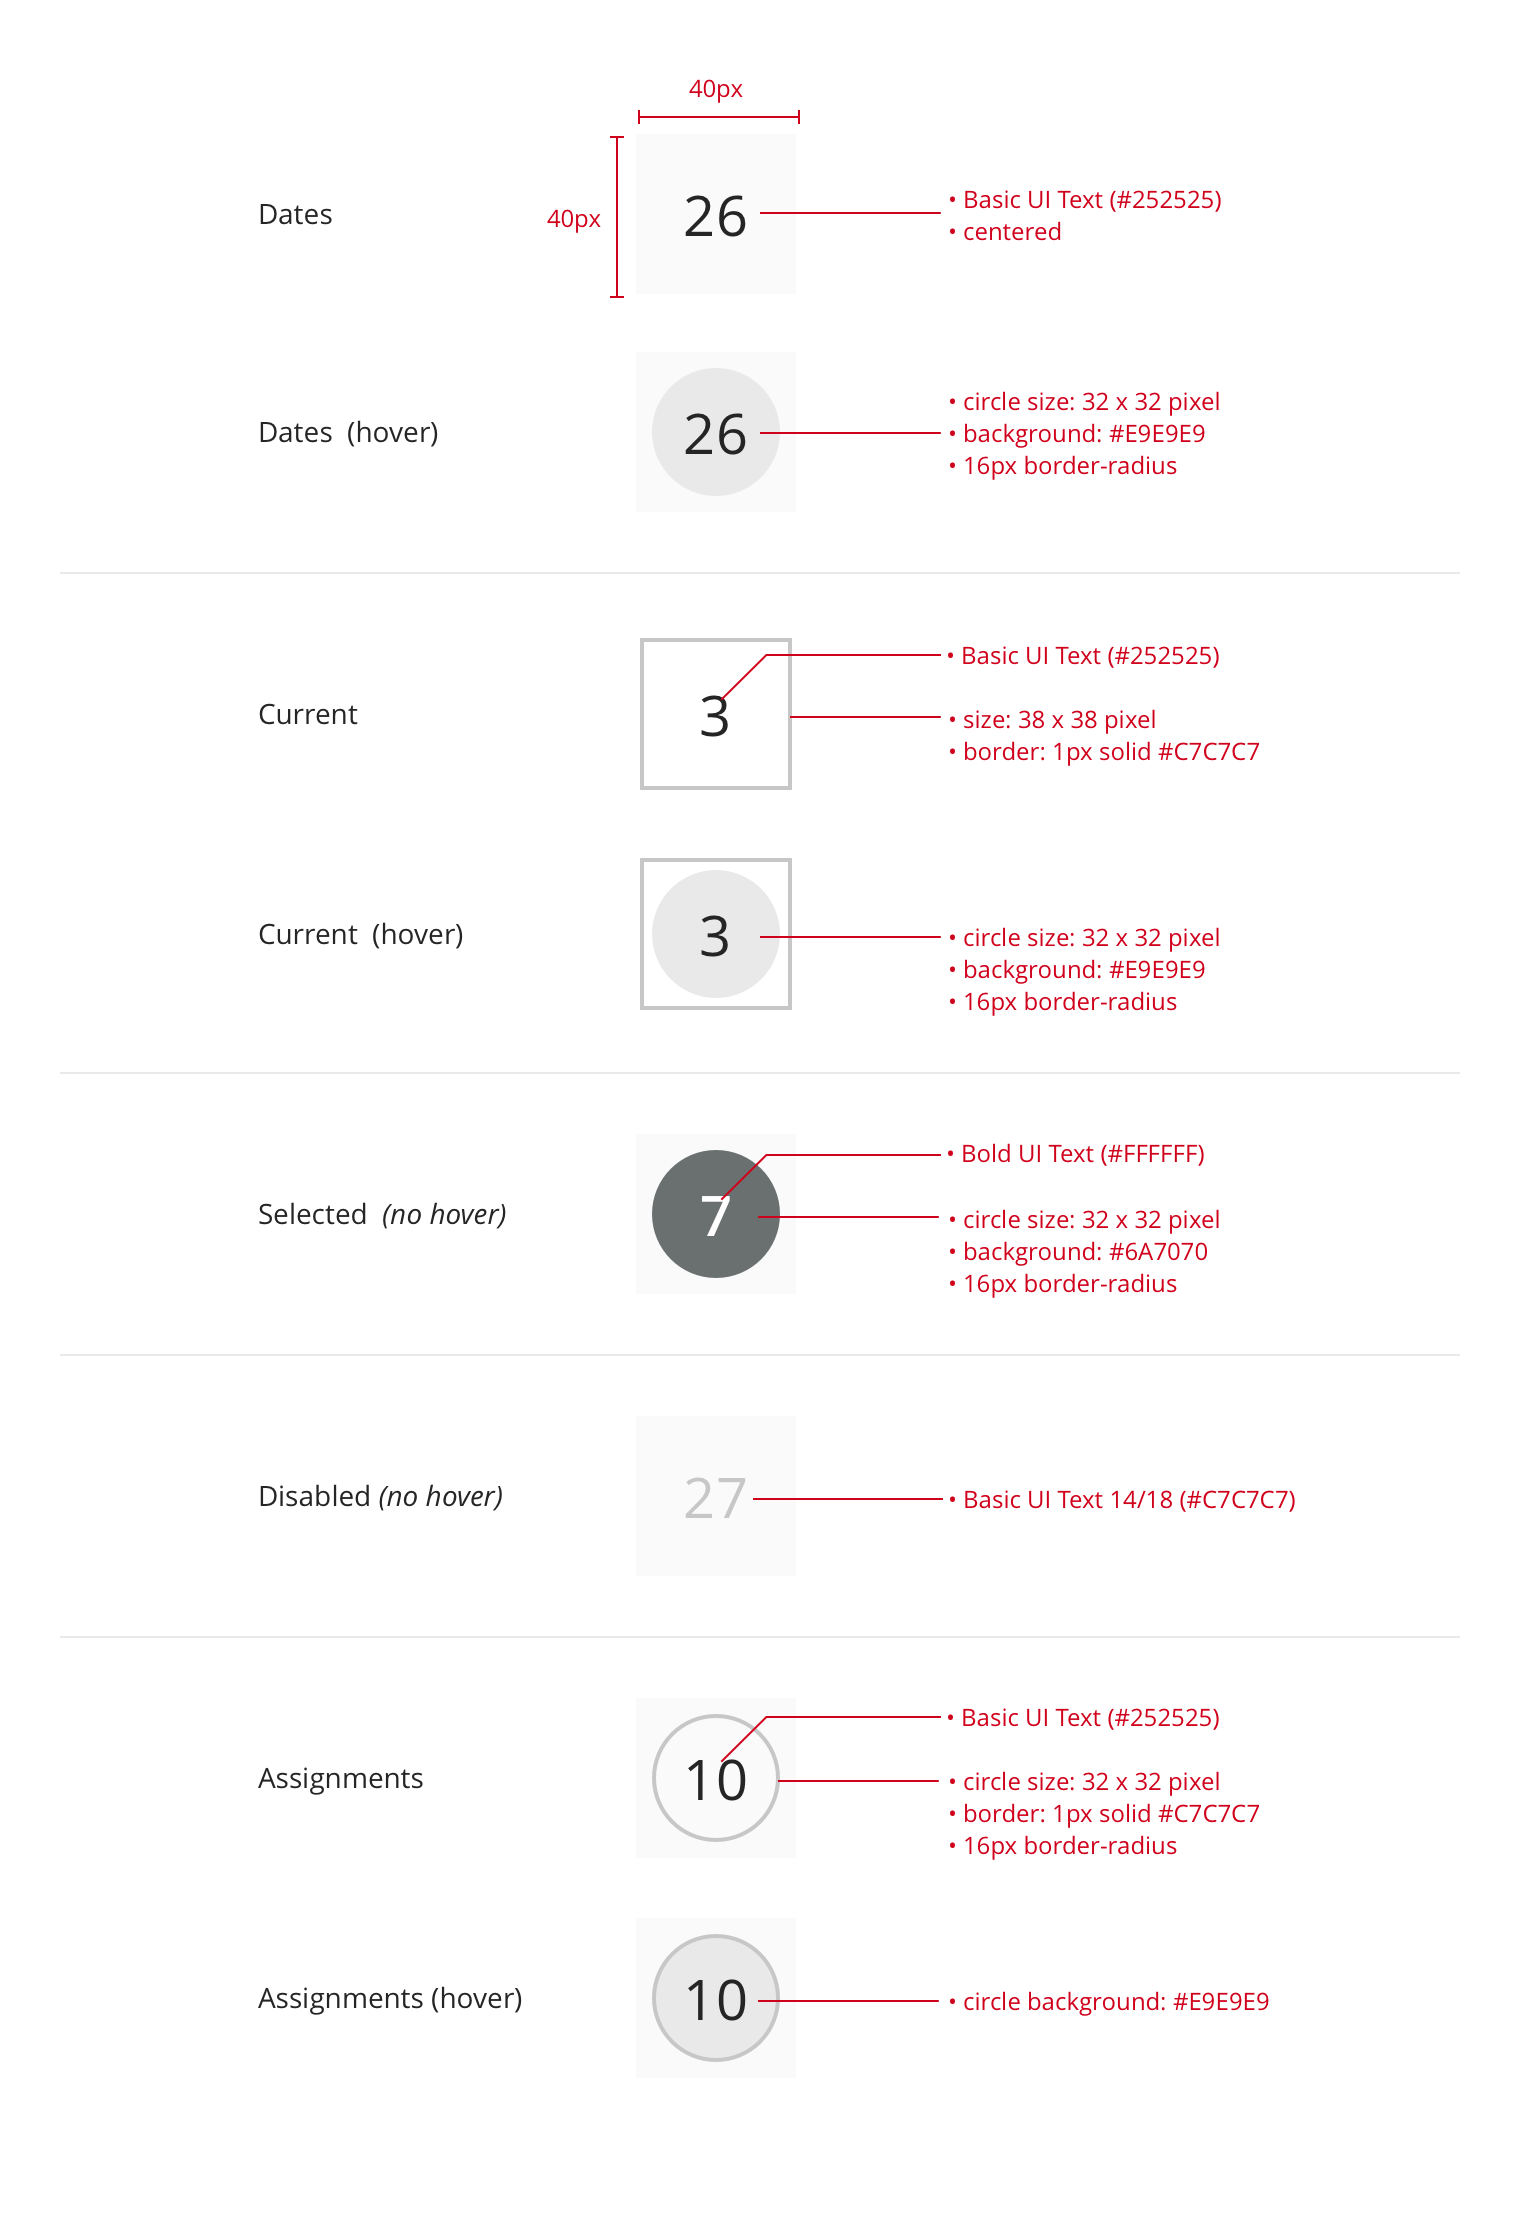 40px
40px
Dates
26
• Basic UI Text (#252525)
• centered
Dates (hover)
26
• circle size: 32 x 32 pixel
• background: #E9E9E9
• 16px border-radius
Current
3
• Basic UI Text (#252525)
• size: 38 x 38 pixel
• border: 1px solid #C7C7C7
Current (hover)
3
• circle size: 32 x 32 pixel
• background: #E9E9E9
• 16px border-radius
Selected (no hover)
7
• Bold UI Text (#FFFFFF)
• circle size: 32 x 32 pixel
• background: #6A7070
• 16px border-radius
Disabled (no hover)
27
• Basic UI Text 14/18 (#C7C7C7)
Assignments
10
• Basic UI Text (#252525)
• circle size: 32 x 32 pixel
• border: 1px solid #C7C7C7
• 16px border-radius
Assignments (hover)
10
• circle background: #E9E9E9